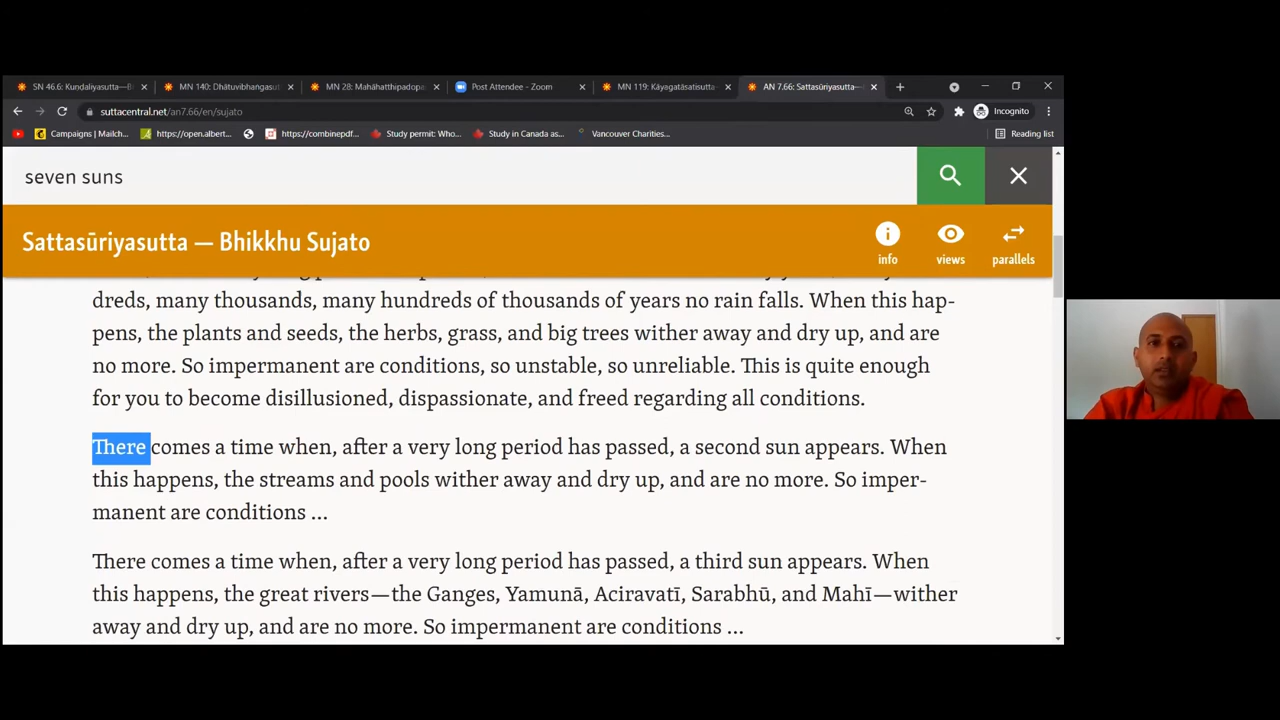 SN 46.6: Kuṇḍaliyasutta—B
MN 140: Dhātuvibhaṅgasut
MN 28: Mahāhatthipadopa
Post Attendee - Zoom
MN 119: Kāyagatāsatisutta
AN 7.66: Sattasūriyasutta—
suttacentral.net/an7.66/en/sujato
Incognito
Campaigns | Mailch...
https://open.albert...
https://combinepdf...
Study permit: Who...
Study in Canada as...
Vancouver Charities...
Reading list
seven suns
Sattasūriyasutta — Bhikkhu Sujato
info
views
parallels
dreds, many thousands, many hundreds of thousands of years no rain falls. When this hap-
pens, the plants and seeds, the herbs, grass, and big trees wither away and dry up, and are
no more. So impermanent are conditions, so unstable, so unreliable. This is quite enough
for you to become disillusioned, dispassionate, and freed regarding all conditions.
There comes a time when, after a very long period has passed, a second sun appears. When
this happens, the streams and pools wither away and dry up, and are no more. So imper-
manent are conditions …
There comes a time when, after a very long period has passed, a third sun appears. When
this happens, the great rivers—the Ganges, Yamunā, Aciravatī, Sarabhū, and Mahī—wither
away and dry up, and are no more. So impermanent are conditions …